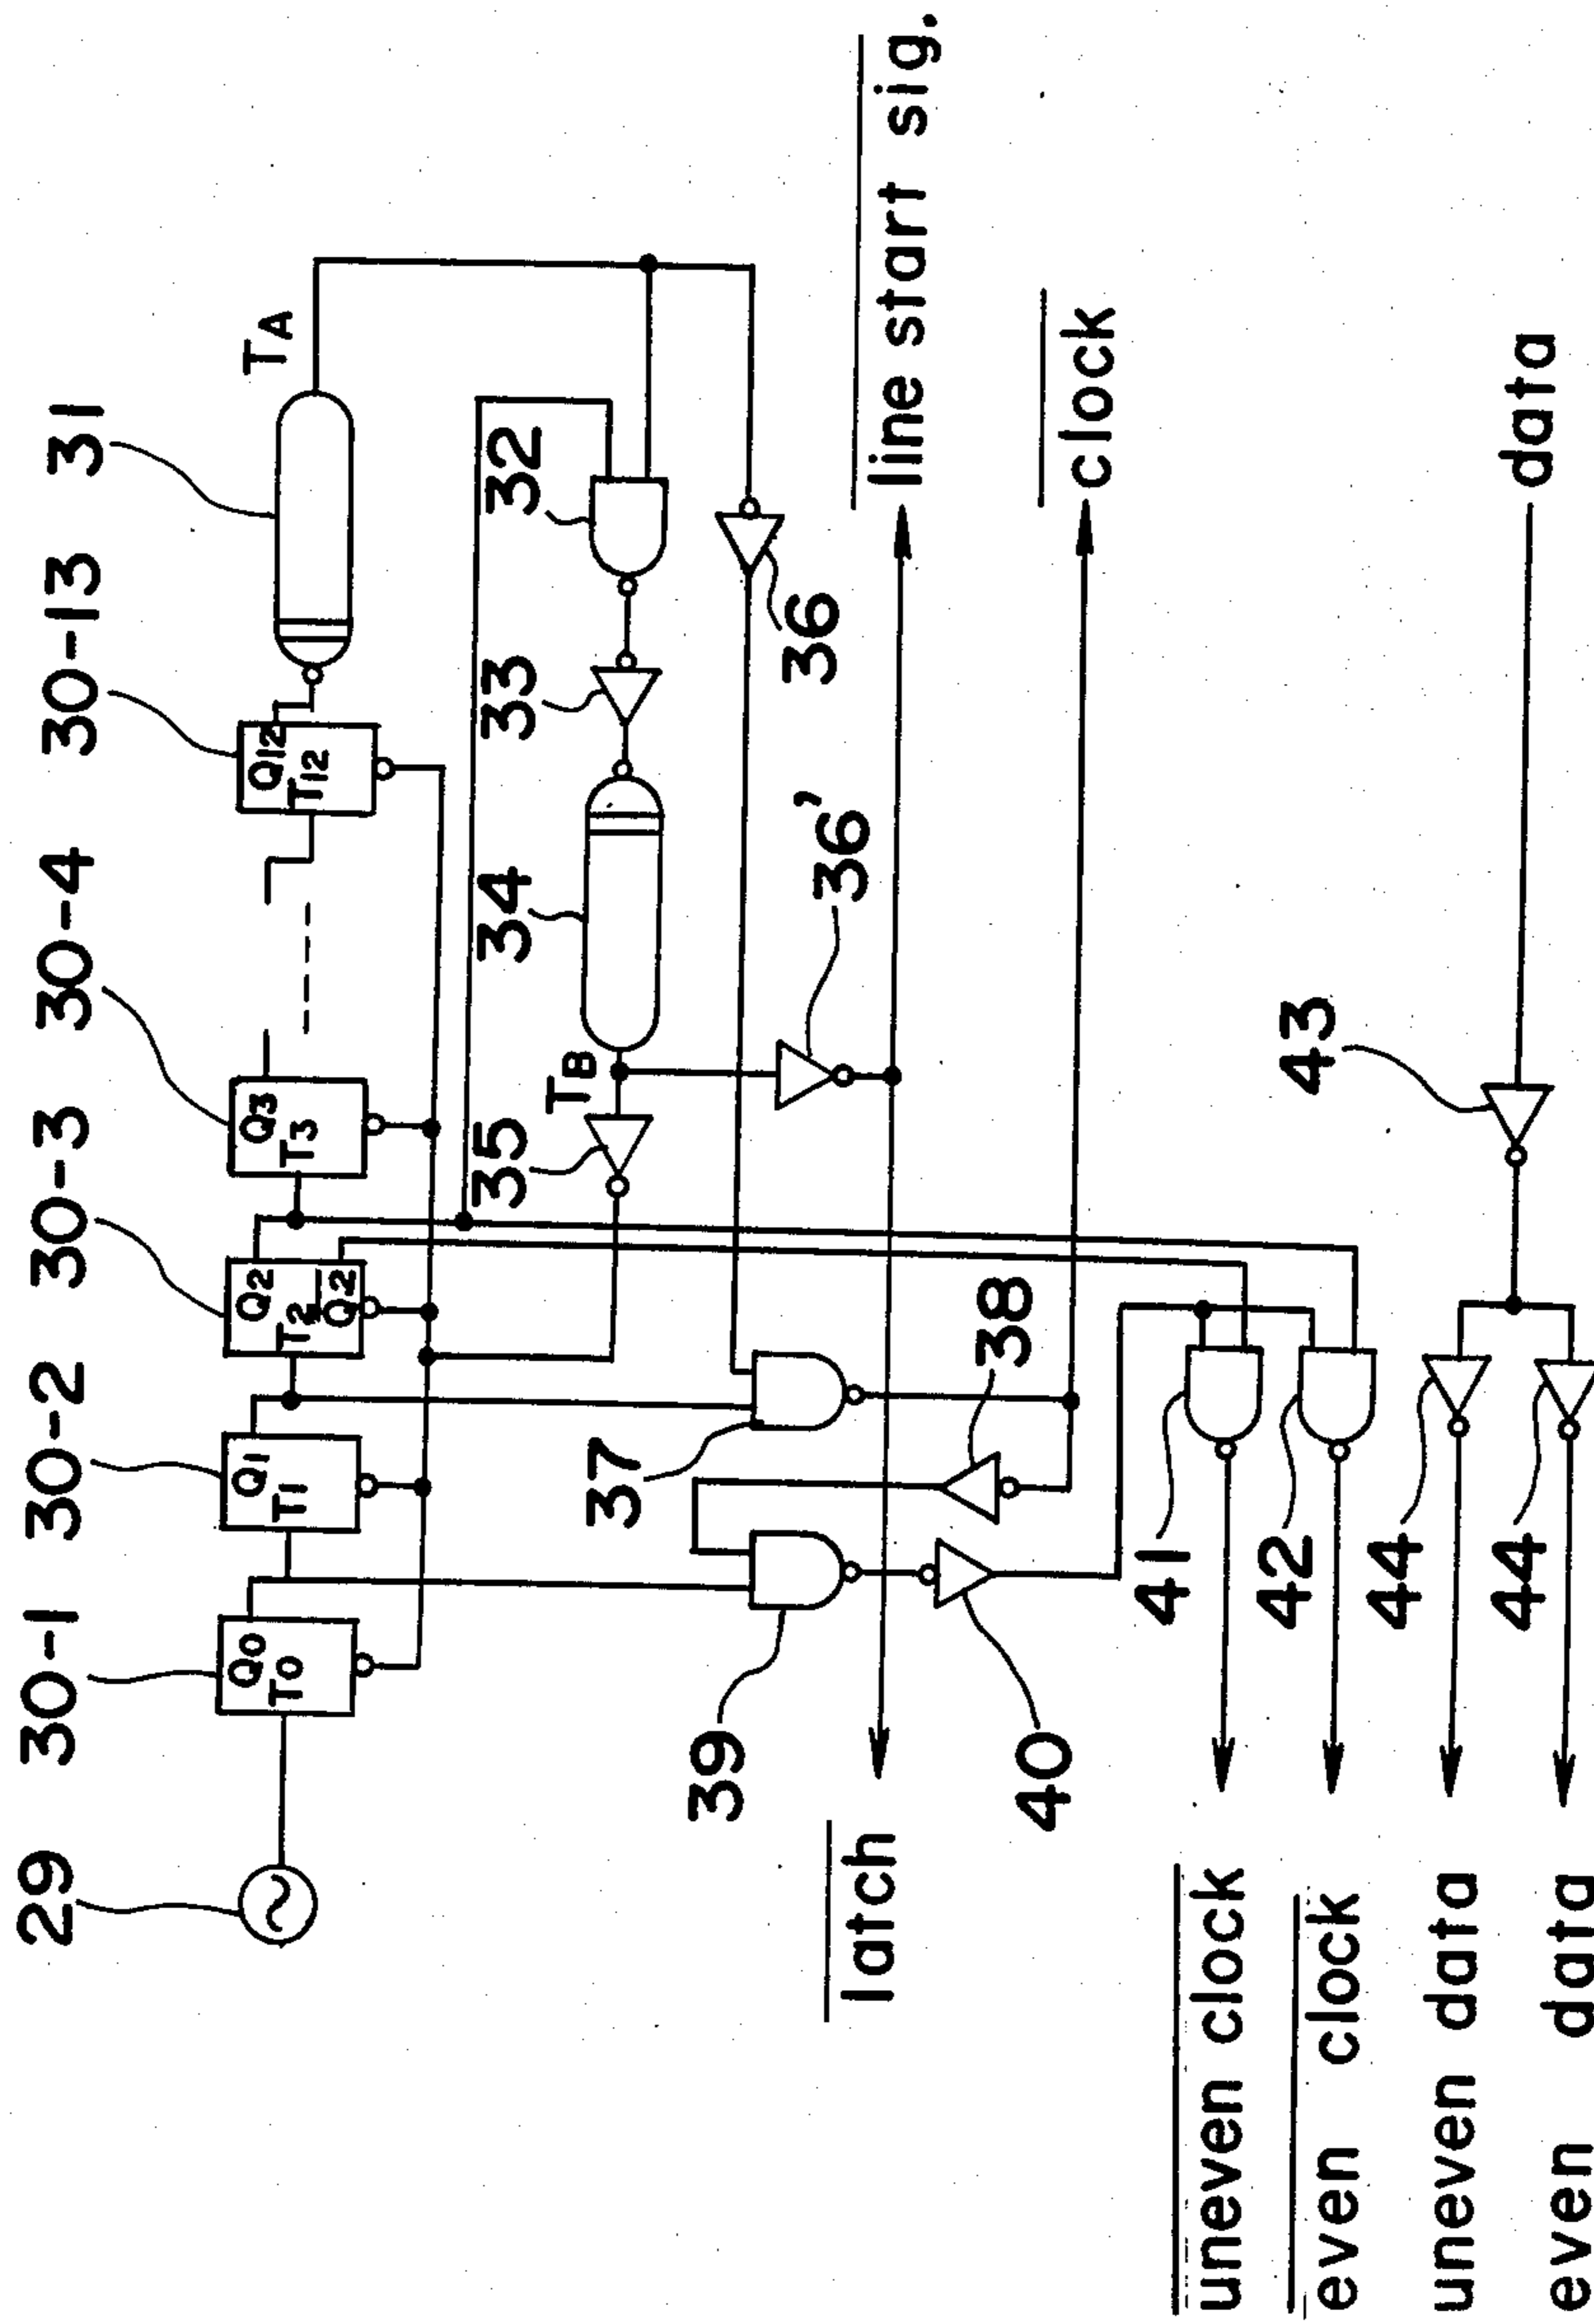 29 30-1 30-2 30-3 30-4 30-13 31
Q0 Q1 Q2 Q3 Q12
T0 T1 T2 T3 T12
Q2
TA
32
33
34
35
TB
36
36'
37
38
39
40
latch
line start sig.
clock
41
uneven clock
42
even clock
43
data
44
uneven data
44
even data